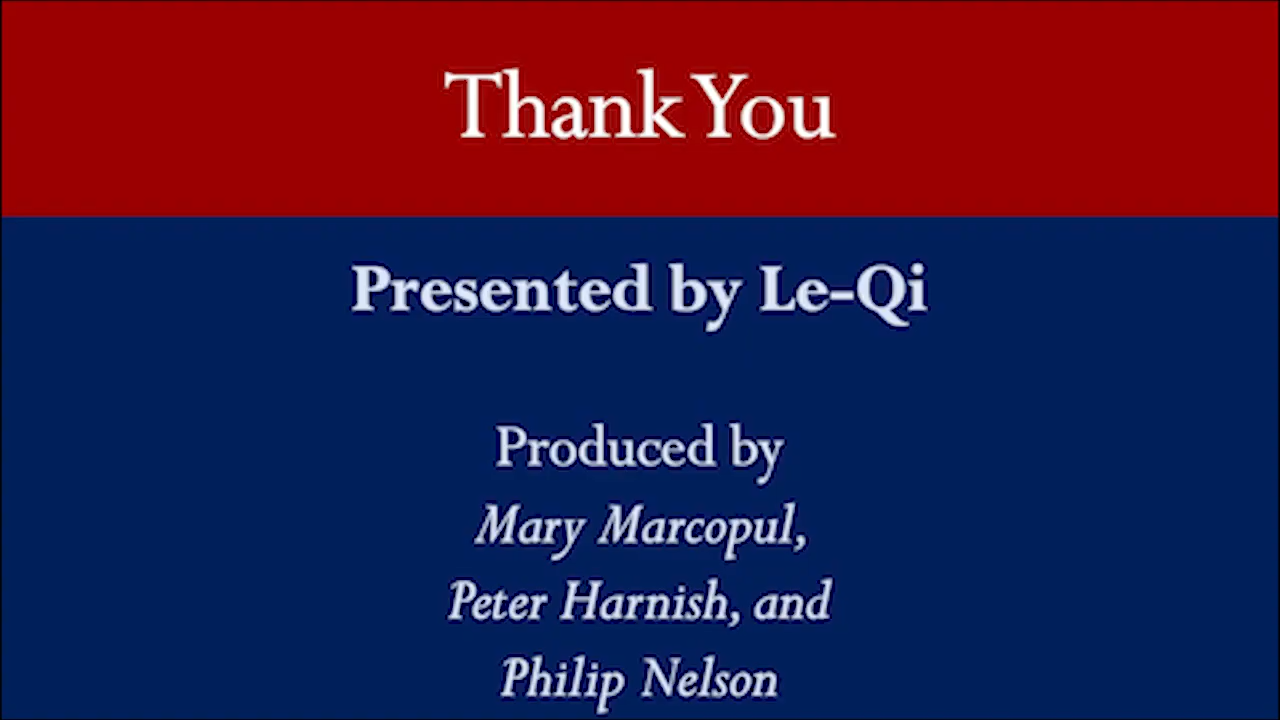 Thank You
Presented by Le-Qi
Produced by
Mary Marcopul,
Peter Harnish, and
Philip Nelson